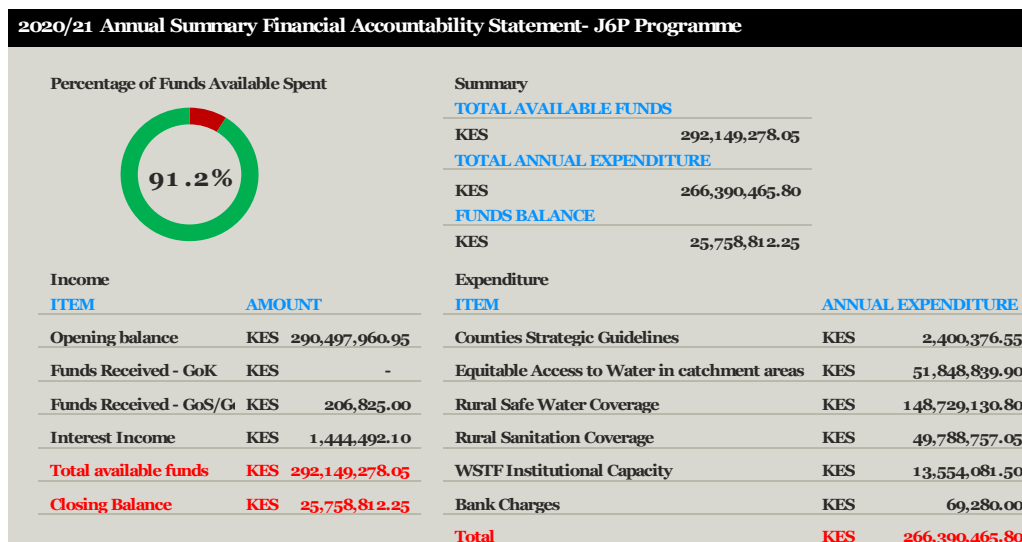 2020/21 Annual Summary Financial Accountability Statement- J6P Programme
Percentage of Funds Available Spent
91.2%
Summary
TOTAL AVAILABLE FUNDS
KES 292,149,278.05
TOTAL ANNUAL EXPENDITURE
KES 266,390,465.80
FUNDS BALANCE
KES 25,758,812.25
Income
ITEM AMOUNT
Opening balance KES 290,497,960.95
Funds Received - GoK KES -
Funds Received - GoS/G KES 206,825.00
Interest Income KES 1,444,492.10
Total available funds KES 292,149,278.05
Closing Balance KES 25,758,812.25
Expenditure
ITEM ANNUAL EXPENDITURE
Counties Strategic Guidelines KES 2,400,376.55
Equitable Access to Water in catchment areas KES 51,848,839.90
Rural Safe Water Coverage KES 148,729,130.80
Rural Sanitation Coverage KES 49,788,757.05
WSTF Institutional Capacity KES 13,554,081.50
Bank Charges KES 69,280.00
Total KES 266,390,465.80